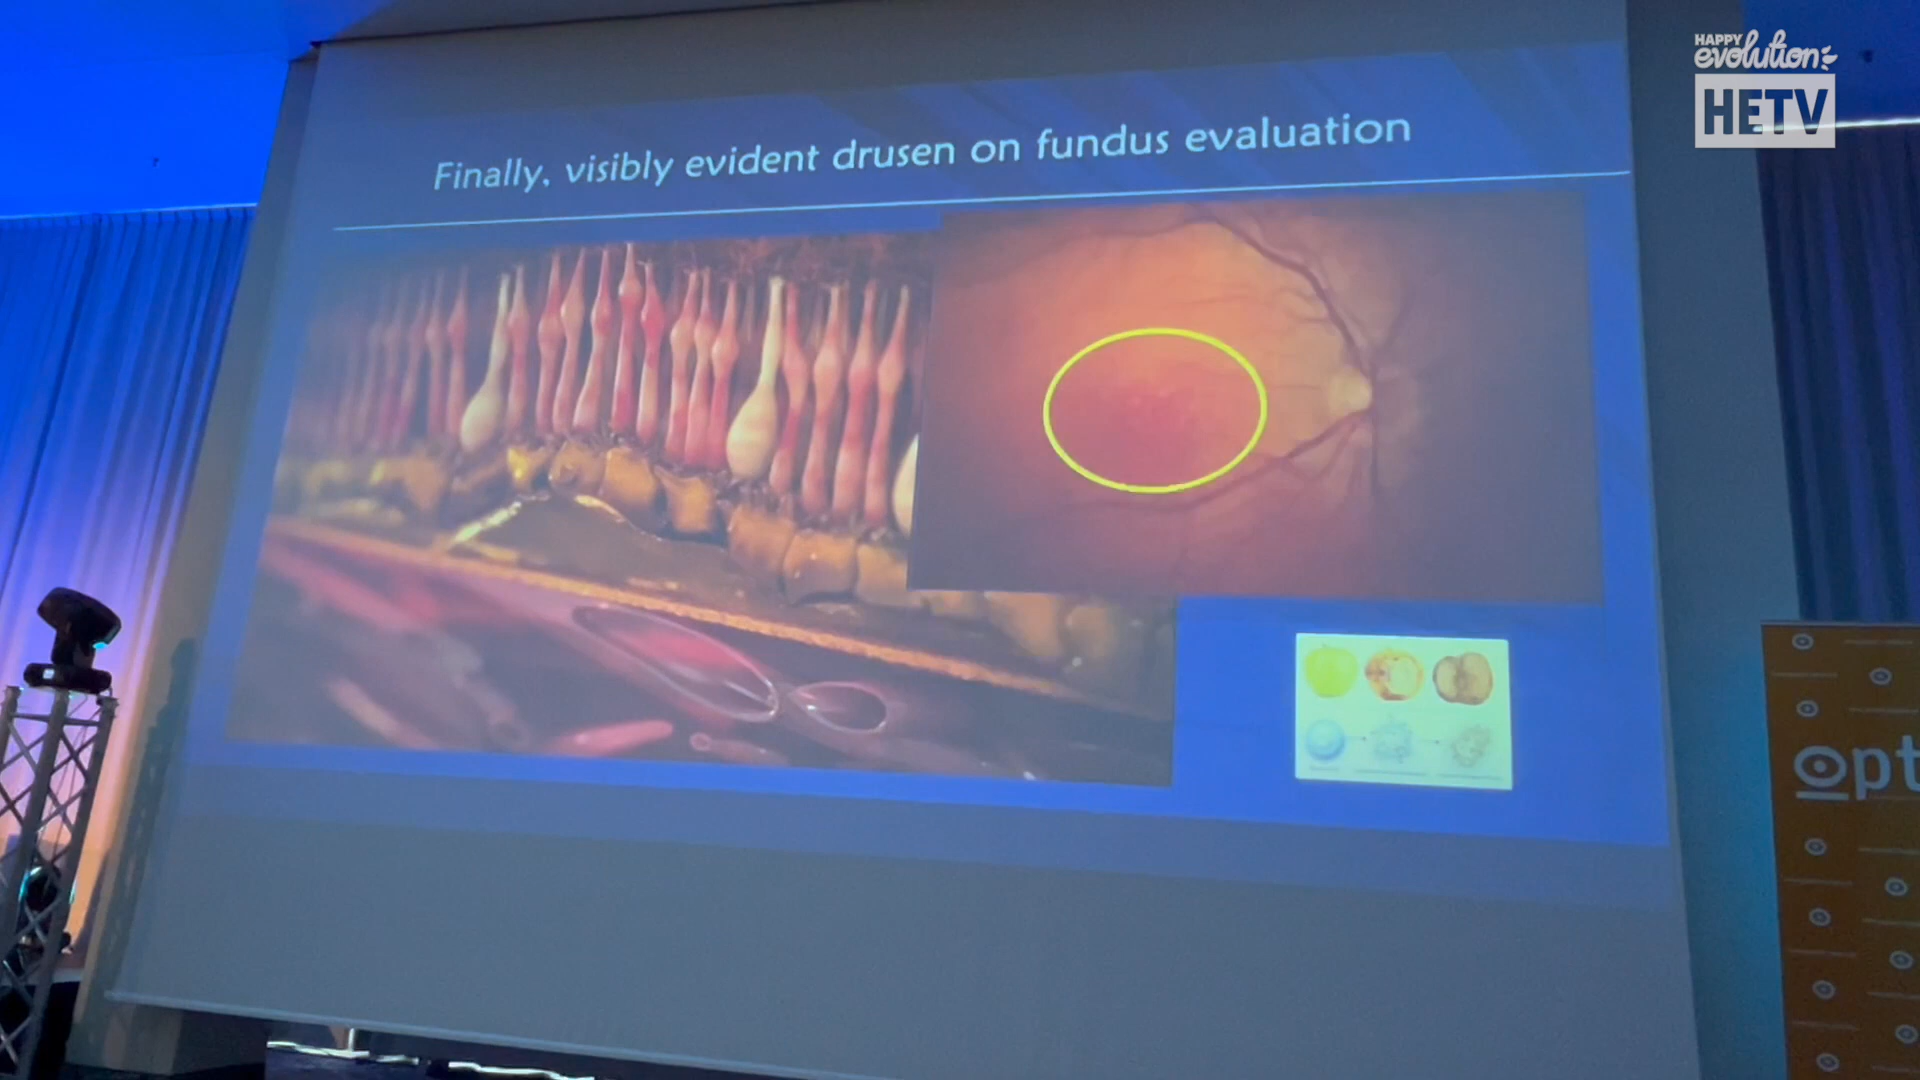 HAPPY
evolution
HETV
Finally, visibly evident drusen on fundus evaluation
opt